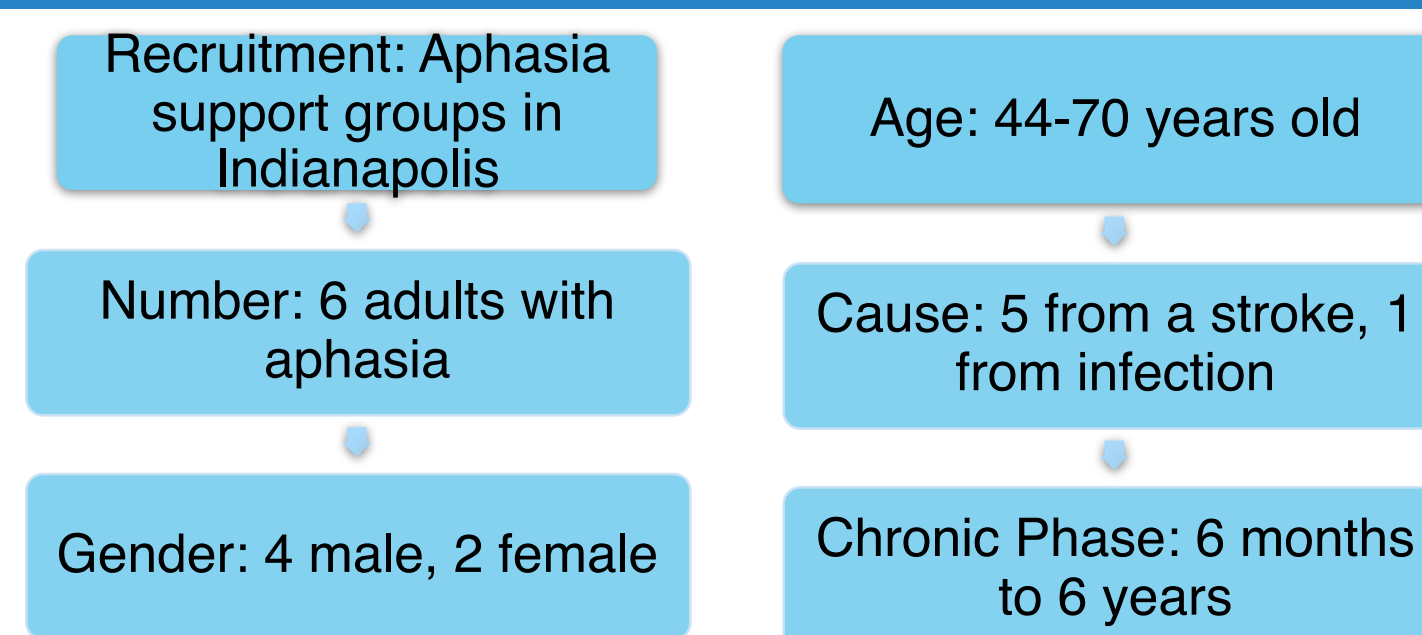 Recruitment: Aphasia
support groups in
Indianapolis
Number: 6 adults with
aphasia
Gender: 4 male, 2 female
Age: 44-70 years old
Cause: 5 from a stroke, 1
from infection
Chronic Phase: 6 months
to 6 years